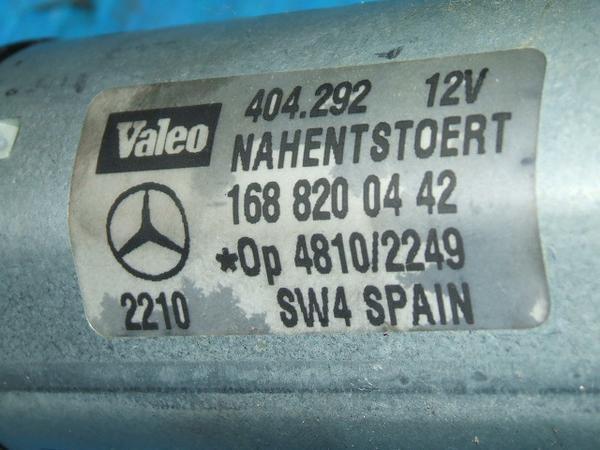 404.292 12V
Valeo NAHENTSTOERT
168 820 04 42
*Op 4810/2249
2210 SW4 SPAIN